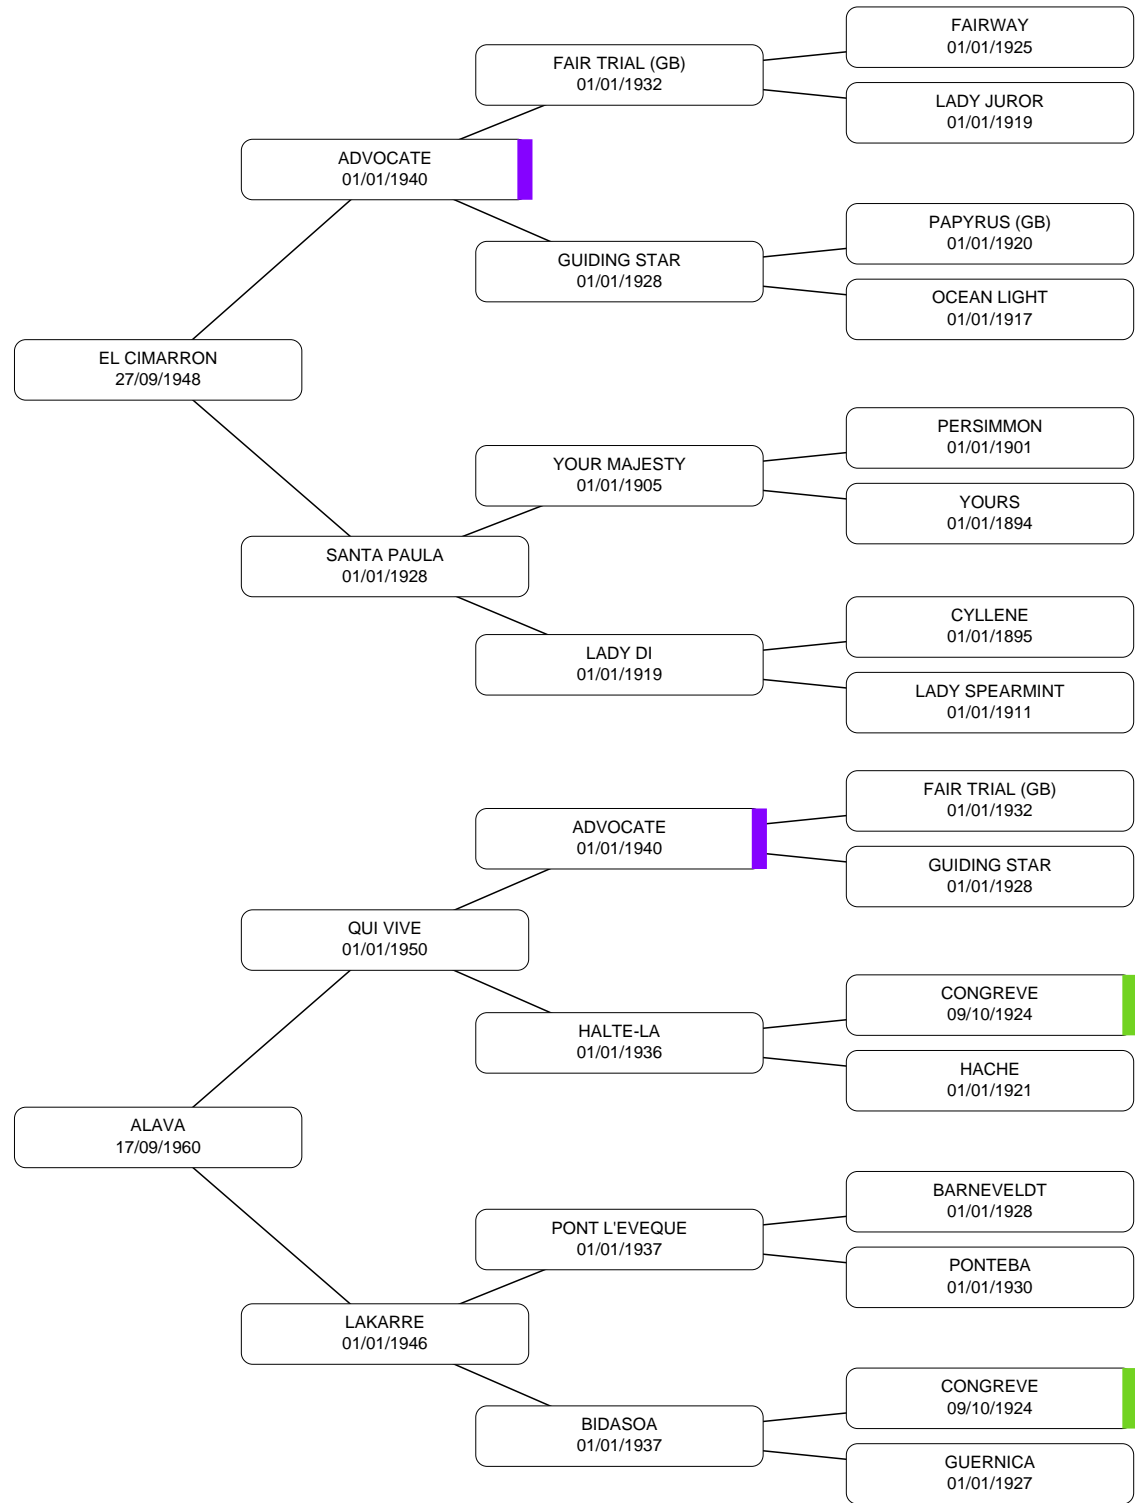 FAIRWAY
01/01/1925
FAIR TRIAL (GB)
01/01/1932
LADY JUROR
01/01/1919
ADVOCATE
01/01/1940
PAPYRUS (GB)
01/01/1920
GUIDING STAR
01/01/1928
OCEAN LIGHT
01/01/1917
EL CIMARRON
27/09/1948
PERSIMMON
01/01/1901
YOUR MAJESTY
01/01/1905
YOURS
01/01/1894
SANTA PAULA
01/01/1928
CYLLENE
01/01/1895
LADY DI
01/01/1919
LADY SPEARMINT
01/01/1911
FAIR TRIAL (GB)
01/01/1932
ADVOCATE
01/01/1940
GUIDING STAR
01/01/1928
QUI VIVE
01/01/1950
CONGREVE
09/10/1924
HALTE-LA
01/01/1936
HACHE
01/01/1921
ALAVA
17/09/1960
BARNEVELDT
01/01/1928
PONT L'EVEQUE
01/01/1937
PONTEBA
01/01/1930
LAKARRE
01/01/1946
CONGREVE
09/10/1924
BIDASOA
01/01/1937
GUERNICA
01/01/1927